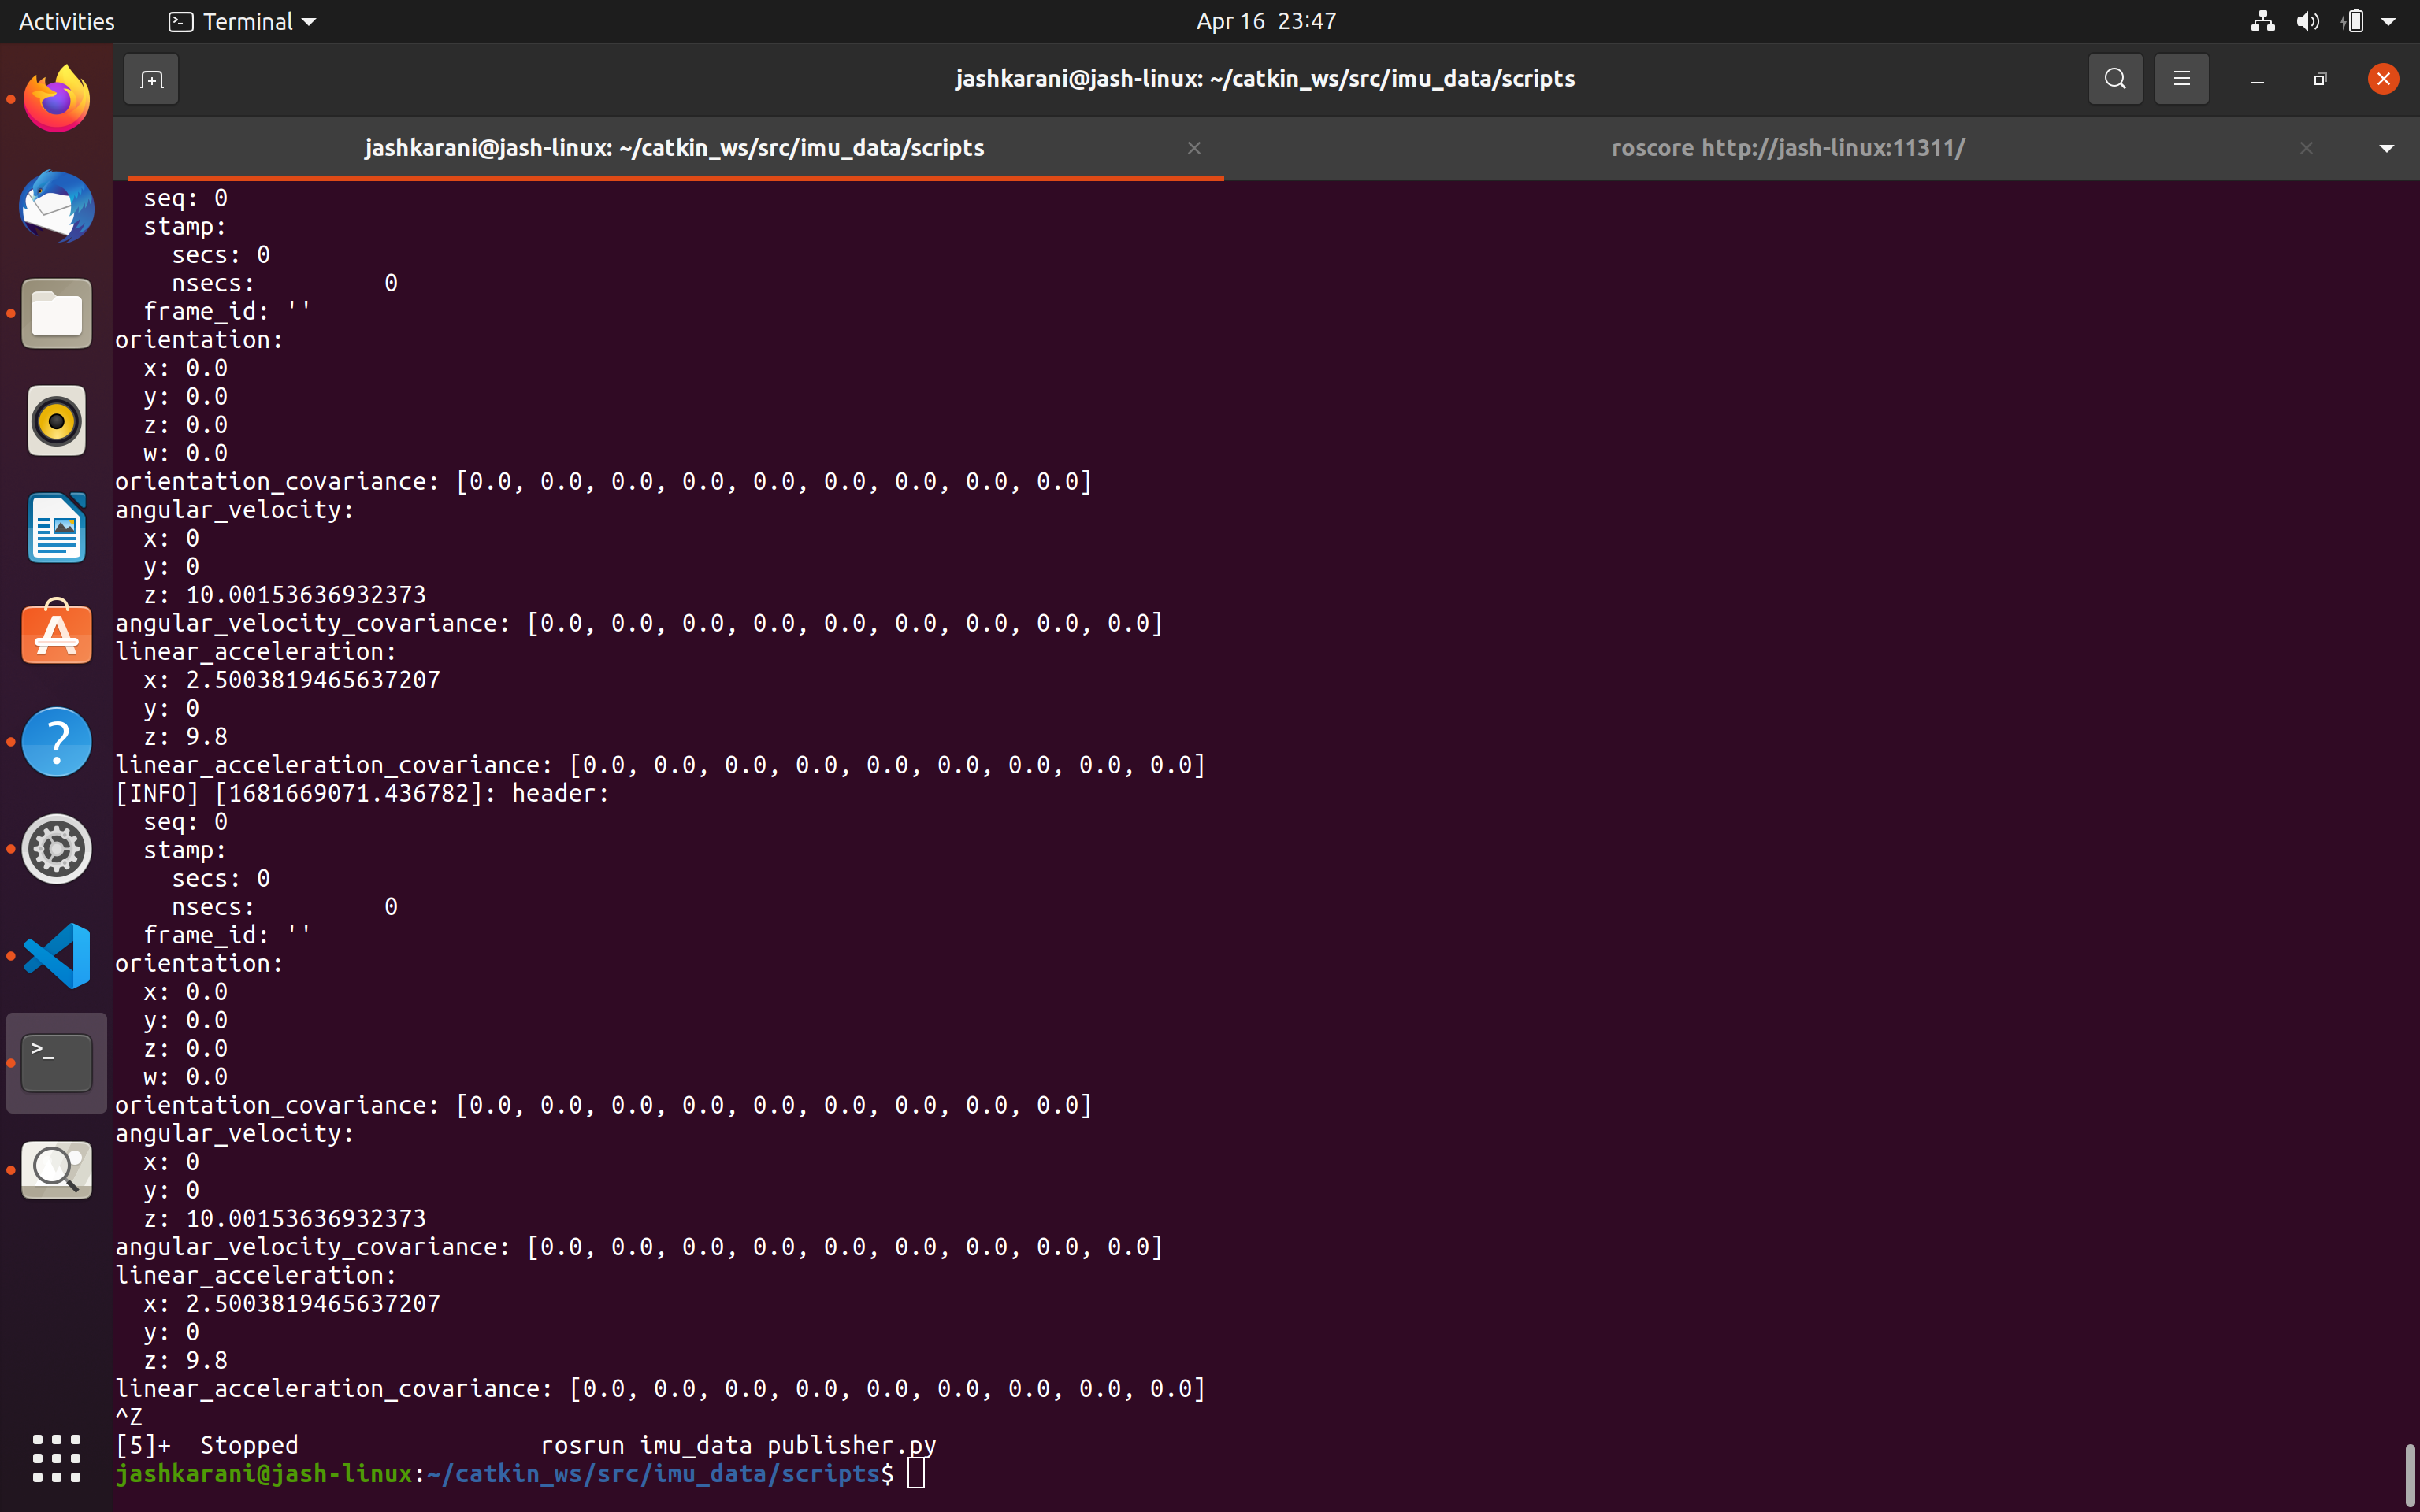 Activities Terminal Apr 16 23:47
jashkarani@jash-linux: ~/catkin_ws/src/imu_data/scripts
jashkarani@jash-linux: ~/catkin_ws/src/imu_data/scripts roscore http://jash-linux:11311/
  seq: 0
  stamp:
    secs: 0
    nsecs:         0
  frame_id: ''
orientation:
  x: 0.0
  y: 0.0
  z: 0.0
  w: 0.0
orientation_covariance: [0.0, 0.0, 0.0, 0.0, 0.0, 0.0, 0.0, 0.0, 0.0]
angular_velocity:
  x: 0
  y: 0
  z: 10.00153636932373
angular_velocity_covariance: [0.0, 0.0, 0.0, 0.0, 0.0, 0.0, 0.0, 0.0, 0.0]
linear_acceleration:
  x: 2.5003819465637207
  y: 0
  z: 9.8
linear_acceleration_covariance: [0.0, 0.0, 0.0, 0.0, 0.0, 0.0, 0.0, 0.0, 0.0]
[INFO] [1681669071.436782]: header:
  seq: 0
  stamp:
    secs: 0
    nsecs:         0
  frame_id: ''
orientation:
  x: 0.0
  y: 0.0
  z: 0.0
  w: 0.0
orientation_covariance: [0.0, 0.0, 0.0, 0.0, 0.0, 0.0, 0.0, 0.0, 0.0]
angular_velocity:
  x: 0
  y: 0
  z: 10.00153636932373
angular_velocity_covariance: [0.0, 0.0, 0.0, 0.0, 0.0, 0.0, 0.0, 0.0, 0.0]
linear_acceleration:
  x: 2.5003819465637207
  y: 0
  z: 9.8
linear_acceleration_covariance: [0.0, 0.0, 0.0, 0.0, 0.0, 0.0, 0.0, 0.0, 0.0]
^Z
[5]+  Stopped                 rosrun imu_data publisher.py
jashkarani@jash-linux:~/catkin_ws/src/imu_data/scripts$